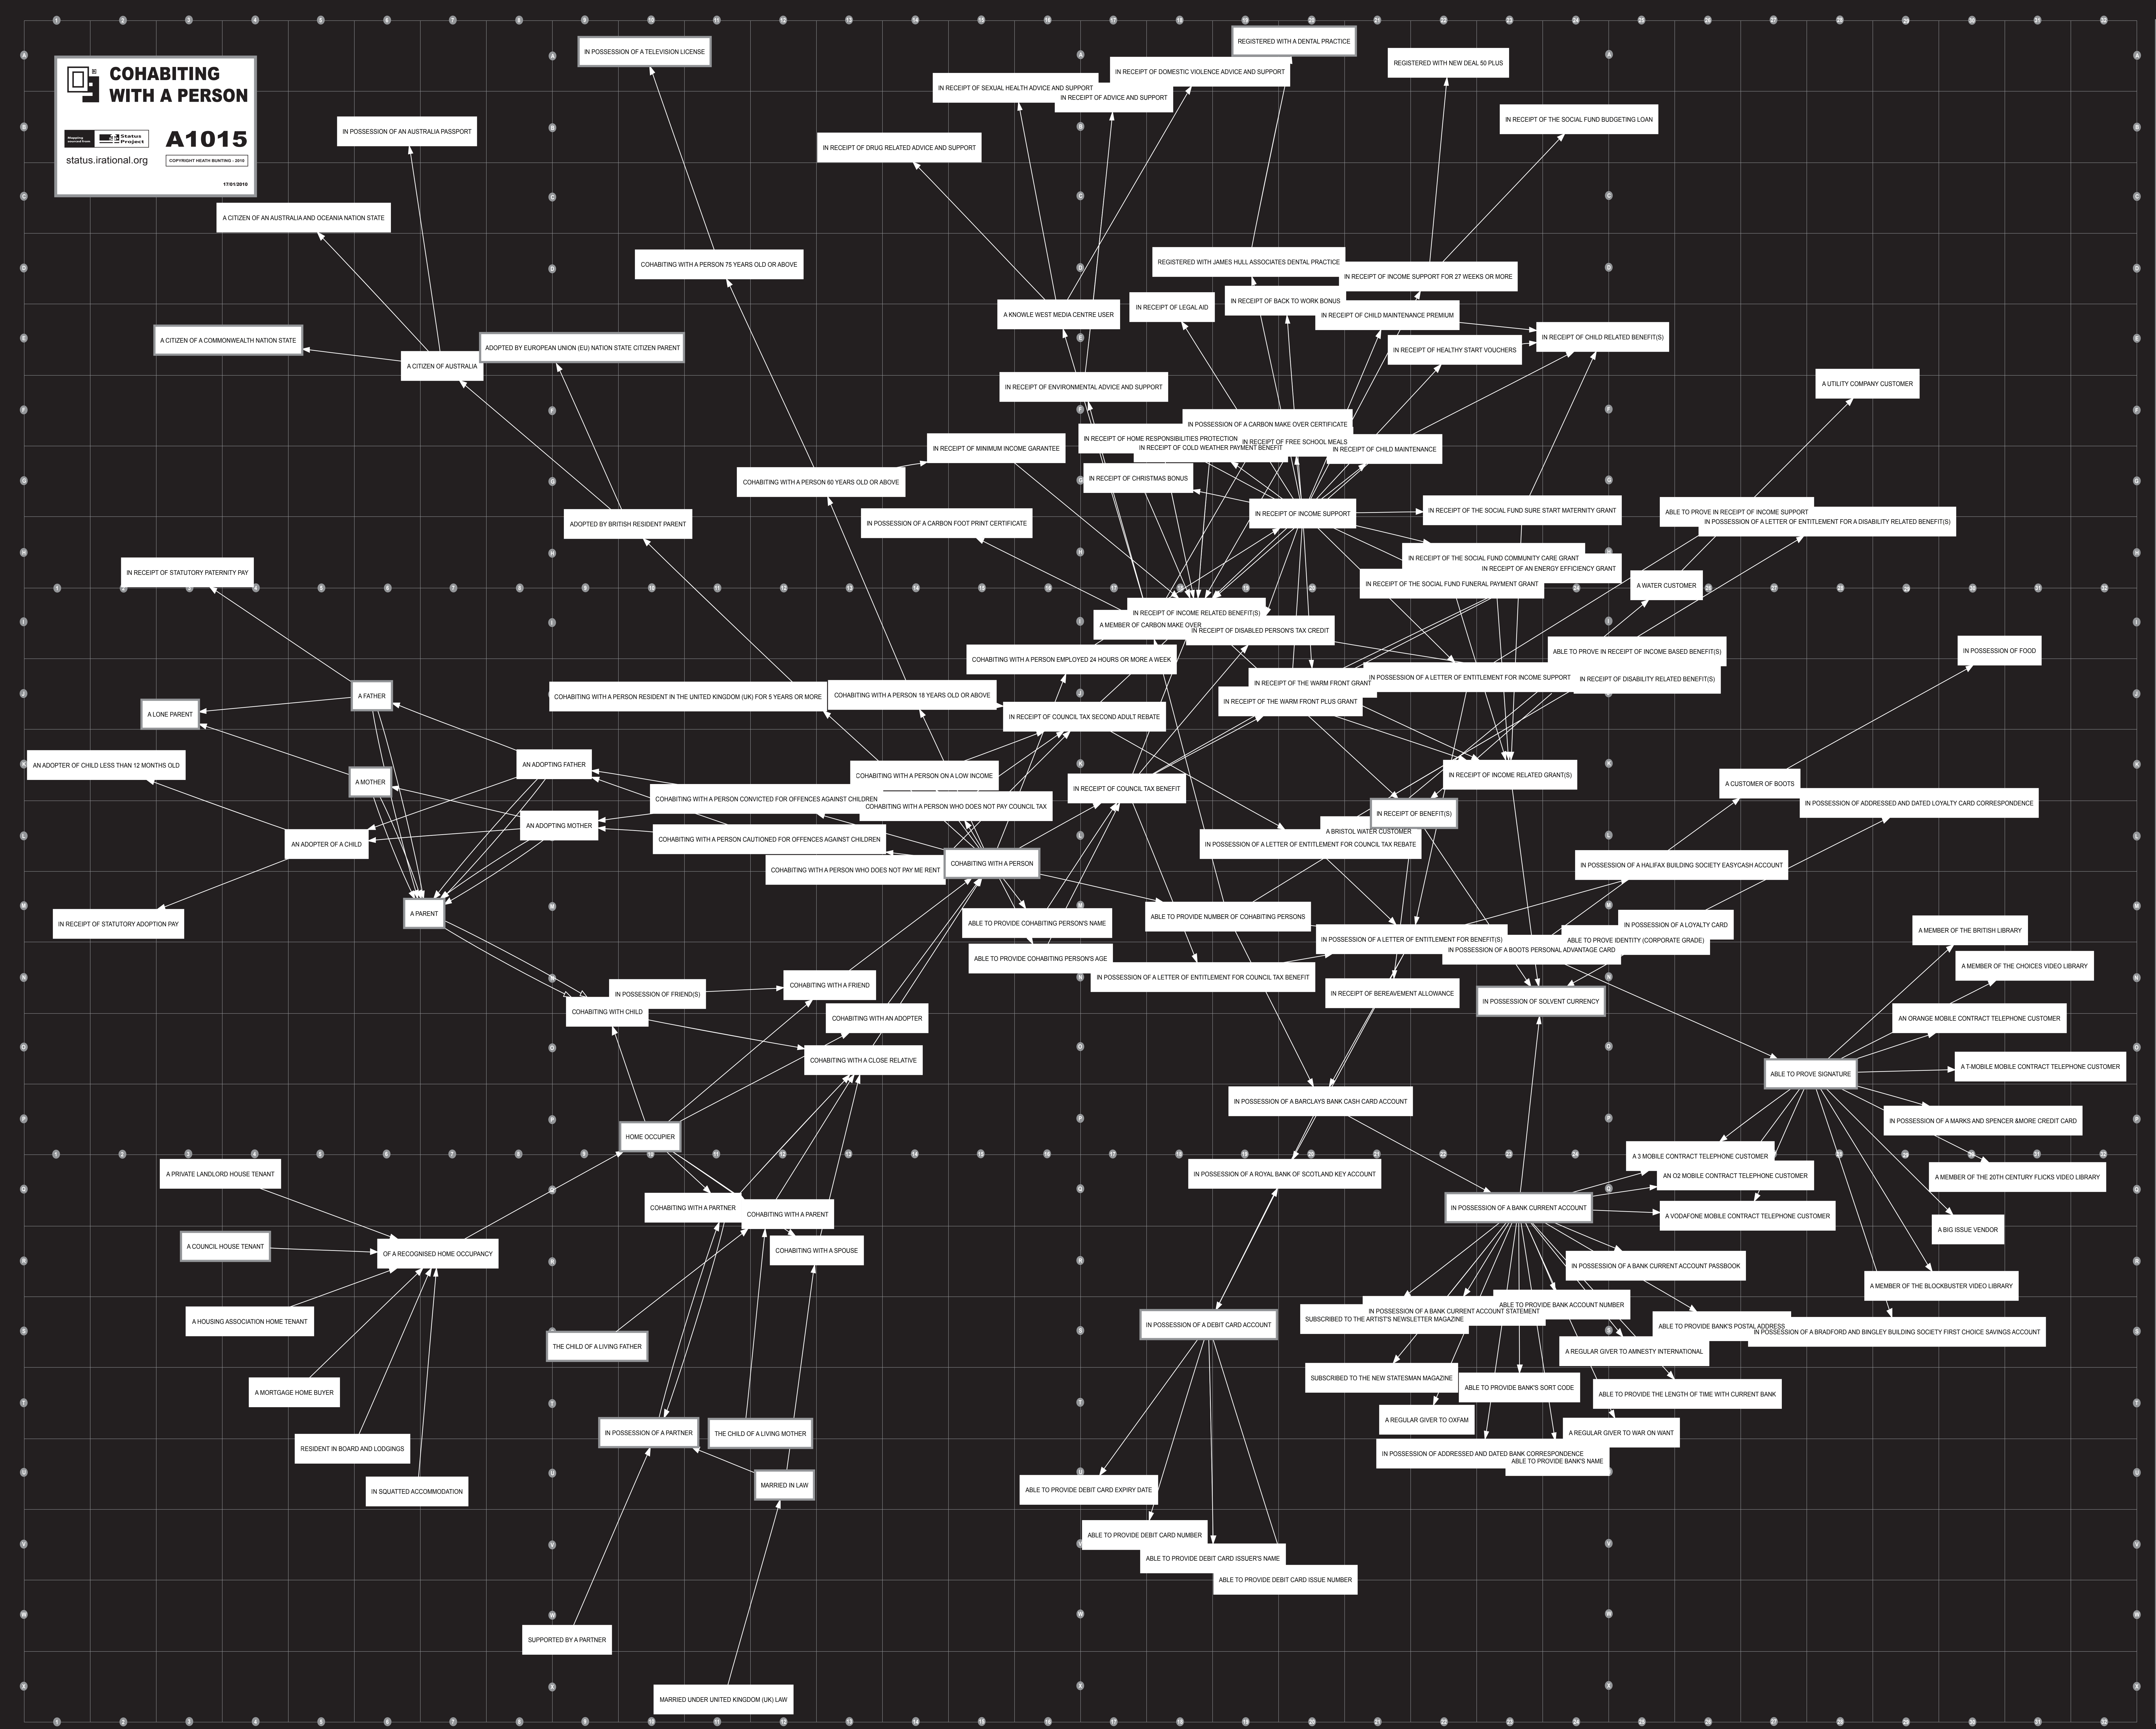 COHABITING
WITH A PERSON
Mapping
sourced from
Status
Project
A1015
status.irational.org
COPYRIGHT HEATH BUNTING - 2010
17/01/2010
IN POSSESSION OF A TELEVISION LICENSE
REGISTERED WITH A DENTAL PRACTICE
REGISTERED WITH NEW DEAL 50 PLUS
IN RECEIPT OF DOMESTIC VIOLENCE ADVICE AND SUPPORT
IN RECEIPT OF SEXUAL HEALTH ADVICE AND SUPPORT
IN RECEIPT OF ADVICE AND SUPPORT
IN RECEIPT OF THE SOCIAL FUND BUDGETING LOAN
IN POSSESSION OF AN AUSTRALIA PASSPORT
IN RECEIPT OF DRUG RELATED ADVICE AND SUPPORT
A CITIZEN OF AN AUSTRALIA AND OCEANIA NATION STATE
COHABITING WITH A PERSON 75 YEARS OLD OR ABOVE
REGISTERED WITH JAMES HULL ASSOCIATES DENTAL PRACTICE
IN RECEIPT OF INCOME SUPPORT FOR 27 WEEKS OR MORE
IN RECEIPT OF BACK TO WORK BONUS
IN RECEIPT OF LEGAL AID
A KNOWLE WEST MEDIA CENTRE USER
IN RECEIPT OF CHILD MAINTENANCE PREMIUM
A CITIZEN OF A COMMONWEALTH NATION STATE
ADOPTED BY EUROPEAN UNION (EU) NATION STATE CITIZEN PARENT
IN RECEIPT OF CHILD RELATED BENEFIT(S)
IN RECEIPT OF HEALTHY START VOUCHERS
A CITIZEN OF AUSTRALIA
IN RECEIPT OF ENVIRONMENTAL ADVICE AND SUPPORT
A UTILITY COMPANY CUSTOMER
IN POSSESSION OF A CARBON MAKE OVER CERTIFICATE
IN RECEIPT OF HOME RESPONSIBILITIES PROTECTION
IN RECEIPT OF FREE SCHOOL MEALS
IN RECEIPT OF COLD WEATHER PAYMENT BENEFIT
IN RECEIPT OF CHILD MAINTENANCE
IN RECEIPT OF MINIMUM INCOME GARANTEE
IN RECEIPT OF CHRISTMAS BONUS
COHABITING WITH A PERSON 60 YEARS OLD OR ABOVE
IN RECEIPT OF THE SOCIAL FUND SURE START MATERNITY GRANT
IN RECEIPT OF INCOME SUPPORT
ABLE TO PROVE IN RECEIPT OF INCOME SUPPORT
IN POSSESSION OF A LETTER OF ENTITLEMENT FOR A DISABILITY RELATED BENEFIT(S)
ADOPTED BY BRITISH RESIDENT PARENT
IN POSSESSION OF A CARBON FOOT PRINT CERTIFICATE
IN RECEIPT OF THE SOCIAL FUND COMMUNITY CARE GRANT
IN RECEIPT OF AN ENERGY EFFICIENCY GRANT
IN RECEIPT OF STATUTORY PATERNITY PAY
IN RECEIPT OF THE SOCIAL FUND FUNERAL PAYMENT GRANT
A WATER CUSTOMER
IN RECEIPT OF INCOME RELATED BENEFIT(S)
A MEMBER OF CARBON MAKE OVER
IN RECEIPT OF DISABLED PERSON'S TAX CREDIT
ABLE TO PROVE IN RECEIPT OF INCOME BASED BENEFIT(S)
IN POSSESSION OF FOOD
COHABITING WITH A PERSON EMPLOYED 24 HOURS OR MORE A WEEK
IN POSSESSION OF A LETTER OF ENTITLEMENT FOR INCOME SUPPORT
IN RECEIPT OF DISABILITY RELATED BENEFIT(S)
IN RECEIPT OF THE WARM FRONT GRANT
A FATHER
COHABITING WITH A PERSON RESIDENT IN THE UNITED KINGDOM (UK) FOR 5 YEARS OR MORE
COHABITING WITH A PERSON 18 YEARS OLD OR ABOVE
IN RECEIPT OF THE WARM FRONT PLUS GRANT
A LONE PARENT
IN RECEIPT OF COUNCIL TAX SECOND ADULT REBATE
AN ADOPTER OF CHILD LESS THAN 12 MONTHS OLD
AN ADOPTING FATHER
COHABITING WITH A PERSON ON A LOW INCOME
IN RECEIPT OF INCOME RELATED GRANT(S)
A MOTHER
A CUSTOMER OF BOOTS
IN RECEIPT OF COUNCIL TAX BENEFIT
COHABITING WITH A PERSON CONVICTED FOR OFFENCES AGAINST CHILDREN
COHABITING WITH A PERSON WHO DOES NOT PAY COUNCIL TAX
IN POSSESSION OF ADDRESSED AND DATED LOYALTY CARD CORRESPONDENCE
IN RECEIPT OF BENEFIT(S)
AN ADOPTING MOTHER
A BRISTOL WATER CUSTOMER
COHABITING WITH A PERSON CAUTIONED FOR OFFENCES AGAINST CHILDREN
AN ADOPTER OF A CHILD
IN POSSESSION OF A LETTER OF ENTITLEMENT FOR COUNCIL TAX REBATE
COHABITING WITH A PERSON
IN POSSESSION OF A HALIFAX BUILDING SOCIETY EASYCASH ACCOUNT
COHABITING WITH A PERSON WHO DOES NOT PAY ME RENT
A PARENT
ABLE TO PROVIDE NUMBER OF COHABITING PERSONS
IN RECEIPT OF STATUTORY ADOPTION PAY
ABLE TO PROVIDE COHABITING PERSON'S NAME
IN POSSESSION OF A LOYALTY CARD
A MEMBER OF THE BRITISH LIBRARY
IN POSSESSION OF A LETTER OF ENTITLEMENT FOR BENEFIT(S)
ABLE TO PROVE IDENTITY (CORPORATE GRADE)
IN POSSESSION OF A BOOTS PERSONAL ADVANTAGE CARD
ABLE TO PROVIDE COHABITING PERSON'S AGE
A MEMBER OF THE CHOICES VIDEO LIBRARY
IN POSSESSION OF A LETTER OF ENTITLEMENT FOR COUNCIL TAX BENEFIT
COHABITING WITH A FRIEND
IN POSSESSION OF FRIEND(S)
IN RECEIPT OF BEREAVEMENT ALLOWANCE
IN POSSESSION OF SOLVENT CURRENCY
COHABITING WITH CHILD
COHABITING WITH AN ADOPTER
AN ORANGE MOBILE CONTRACT TELEPHONE CUSTOMER
COHABITING WITH A CLOSE RELATIVE
A T-MOBILE MOBILE CONTRACT TELEPHONE CUSTOMER
ABLE TO PROVE SIGNATURE
IN POSSESSION OF A BARCLAYS BANK CASH CARD ACCOUNT
IN POSSESSION OF A MARKS AND SPENCER &MORE CREDIT CARD
HOME OCCUPIER
A 3 MOBILE CONTRACT TELEPHONE CUSTOMER
A PRIVATE LANDLORD HOUSE TENANT
IN POSSESSION OF A ROYAL BANK OF SCOTLAND KEY ACCOUNT
AN O2 MOBILE CONTRACT TELEPHONE CUSTOMER
A MEMBER OF THE 20TH CENTURY FLICKS VIDEO LIBRARY
COHABITING WITH A PARTNER
IN POSSESSION OF A BANK CURRENT ACCOUNT
COHABITING WITH A PARENT
A VODAFONE MOBILE CONTRACT TELEPHONE CUSTOMER
A BIG ISSUE VENDOR
A COUNCIL HOUSE TENANT
COHABITING WITH A SPOUSE
OF A RECOGNISED HOME OCCUPANCY
IN POSSESSION OF A BANK CURRENT ACCOUNT PASSBOOK
A MEMBER OF THE BLOCKBUSTER VIDEO LIBRARY
ABLE TO PROVIDE BANK ACCOUNT NUMBER
IN POSSESSION OF A BANK CURRENT ACCOUNT STATEMENT
SUBSCRIBED TO THE ARTIST'S NEWSLETTER MAGAZINE
A HOUSING ASSOCIATION HOME TENANT
IN POSSESSION OF A DEBIT CARD ACCOUNT
ABLE TO PROVIDE BANK'S POSTAL ADDRESS
IN POSSESSION OF A BRADFORD AND BINGLEY BUILDING SOCIETY FIRST CHOICE SAVINGS ACCOUNT
THE CHILD OF A LIVING FATHER
A REGULAR GIVER TO AMNESTY INTERNATIONAL
SUBSCRIBED TO THE NEW STATESMAN MAGAZINE
ABLE TO PROVIDE BANK'S SORT CODE
A MORTGAGE HOME BUYER
ABLE TO PROVIDE THE LENGTH OF TIME WITH CURRENT BANK
A REGULAR GIVER TO OXFAM
IN POSSESSION OF A PARTNER
THE CHILD OF A LIVING MOTHER
A REGULAR GIVER TO WAR ON WANT
RESIDENT IN BOARD AND LODGINGS
IN POSSESSION OF ADDRESSED AND DATED BANK CORRESPONDENCE
ABLE TO PROVIDE BANK'S NAME
MARRIED IN LAW
IN SQUATTED ACCOMMODATION
ABLE TO PROVIDE DEBIT CARD EXPIRY DATE
ABLE TO PROVIDE DEBIT CARD NUMBER
ABLE TO PROVIDE DEBIT CARD ISSUER'S NAME
ABLE TO PROVIDE DEBIT CARD ISSUE NUMBER
SUPPORTED BY A PARTNER
MARRIED UNDER UNITED KINGDOM (UK) LAW